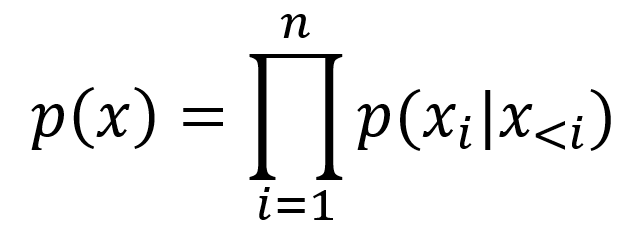 p(x) = ∏_{i=1}^{n} p(x_i|x_{<i})